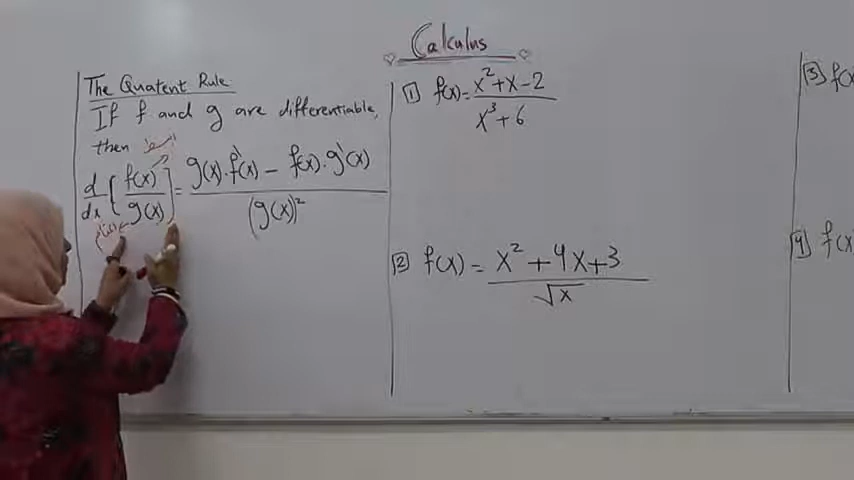 Calculus
The Quatent Rule
If f and g are differentiable,
then
d/dx [f(x)/g(x)] = g(x).f'(x) - f(x).g'(x) / (g(x))²
1 f(x) = x²+x-2 / x³+6
2 f(x) = x²+4x+3 / √x
3 f(x)
4 f(x)